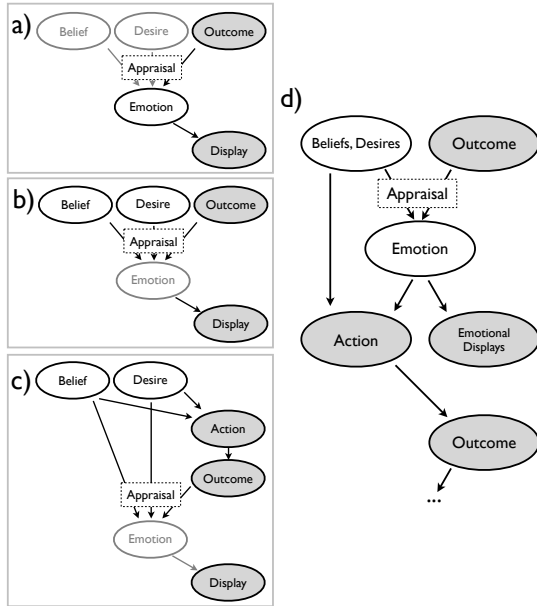 a)
Belief
Desire
Outcome
Appraisal
Emotion
Display
b)
Belief
Desire
Outcome
Appraisal
Emotion
Display
c)
Belief
Desire
Action
Outcome
Appraisal
Emotion
Display
d)
Beliefs, Desires
Outcome
Appraisal
Emotion
Action
Emotional
Displays
Outcome
...